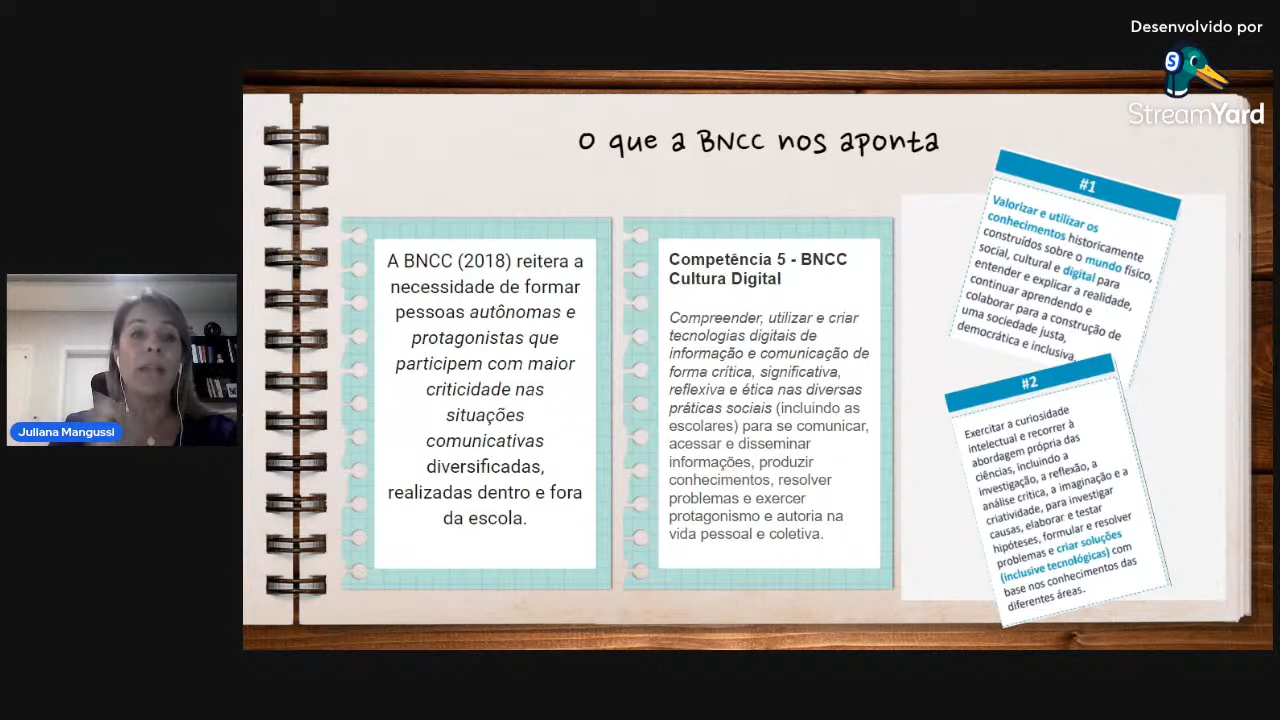 Desenvolvido por
StreamYard
O que a BNCC nos aponta
A BNCC (2018) reitera a
necessidade de formar
pessoas autônomas e
protagonistas que
participem com maior
criticidade nas
situações
comunicativas
diversificadas,
realizadas dentro e fora
da escola.
Competência 5 - BNCC
Cultura Digital
Compreender, utilizar e criar
tecnologias digitais de
informação e comunicação de
forma crítica, significativa,
reflexiva e ética nas diversas
práticas sociais (incluindo as
escolares) para se comunicar,
acessar e disseminar
informações, produzir
conhecimentos, resolver
problemas e exercer
protagonismo e autoria na
vida pessoal e coletiva.
#1
Valorizar e utilizar os
conhecimentos historicamente
construídos sobre o mundo físico,
social, cultural e digital para
entender e explicar a realidade,
continuar aprendendo e
colaborar para a construção de
uma sociedade justa,
democrática e inclusiva.
#2
Exercitar a curiosidade
intelectual e recorrer à
abordagem própria das
ciências, incluindo a
investigação, a reflexão, a
análise crítica, a imaginação e a
criatividade, para investigar
causas, elaborar e testar
hipóteses, formular e resolver
problemas e criar soluções
(inclusive tecnológicas) com
base nos conhecimentos das
diferentes áreas.
Juliana Mangussi